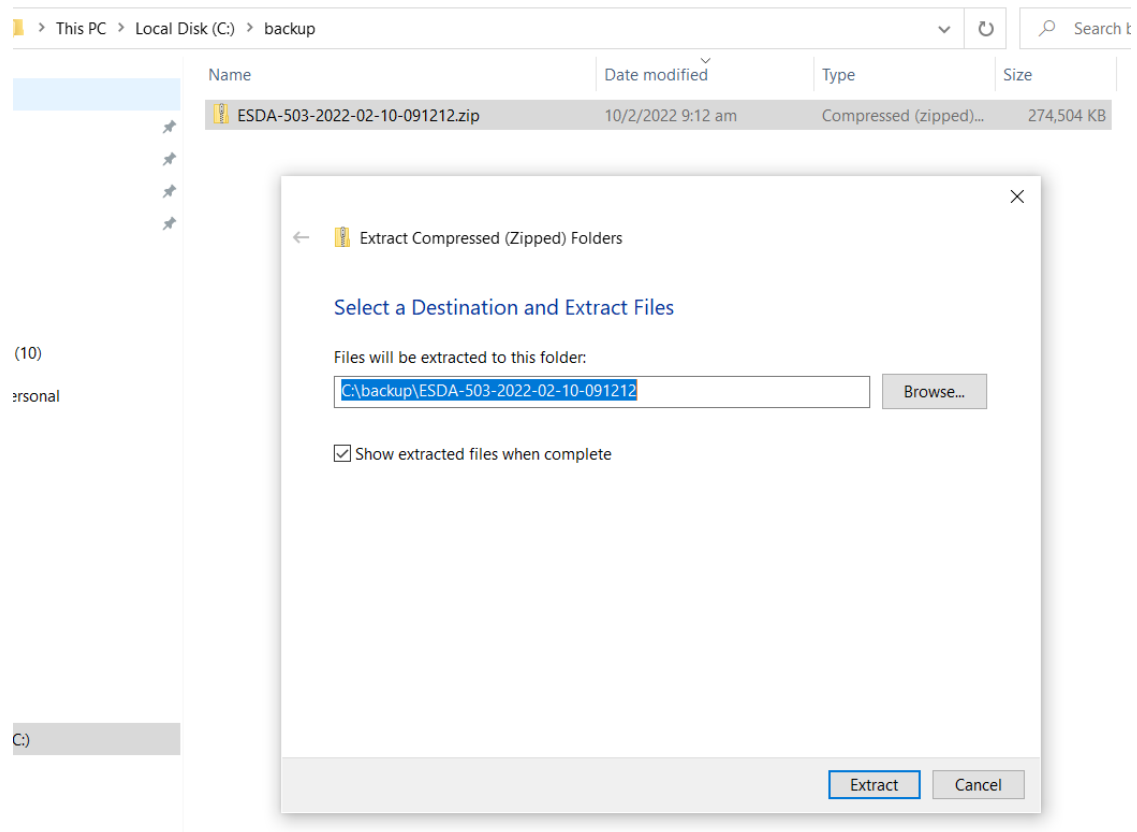 This PC > Local Disk (C:) > backup
Search
Name Date modified Type Size
ESDA-503-2022-02-10-091212.zip 10/2/2022 9:12 am Compressed (zipped)... 274,504 KB
Extract Compressed (Zipped) Folders
Select a Destination and Extract Files
(10)
Files will be extracted to this folder:
C:\backup\ESDA-503-2022-02-10-091212
Browse...
ersonal
Show extracted files when complete
C:)
Extract Cancel